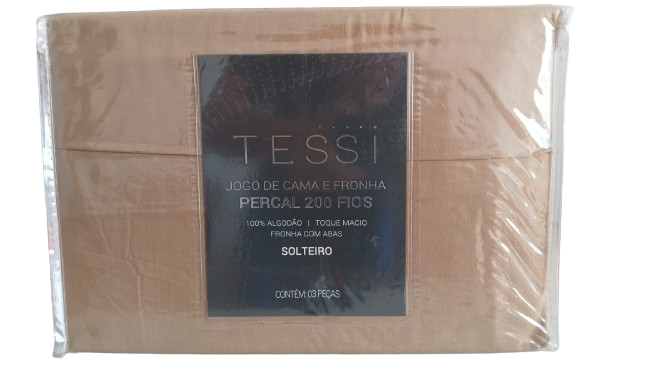 TESSI
JOGO DE CAMA E FRONHA
PERCAL 200 FIOS
100% ALGODÃO | TOQUE MACIO
FRONHA COM ABAS
SOLTEIRO
CONTÉM: 03 PEÇAS